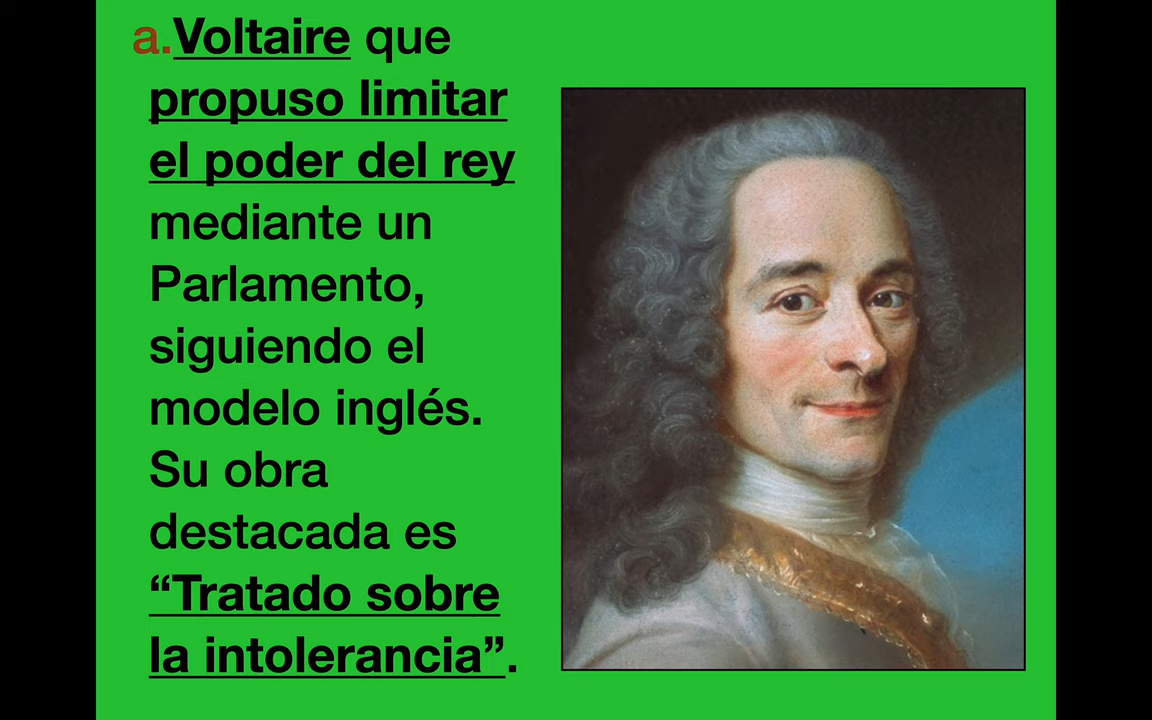 a.Voltaire que
propuso limitar
el poder del rey
mediante un
Parlamento,
siguiendo el
modelo inglés.
Su obra
destacada es
“Tratado sobre
la intolerancia”.